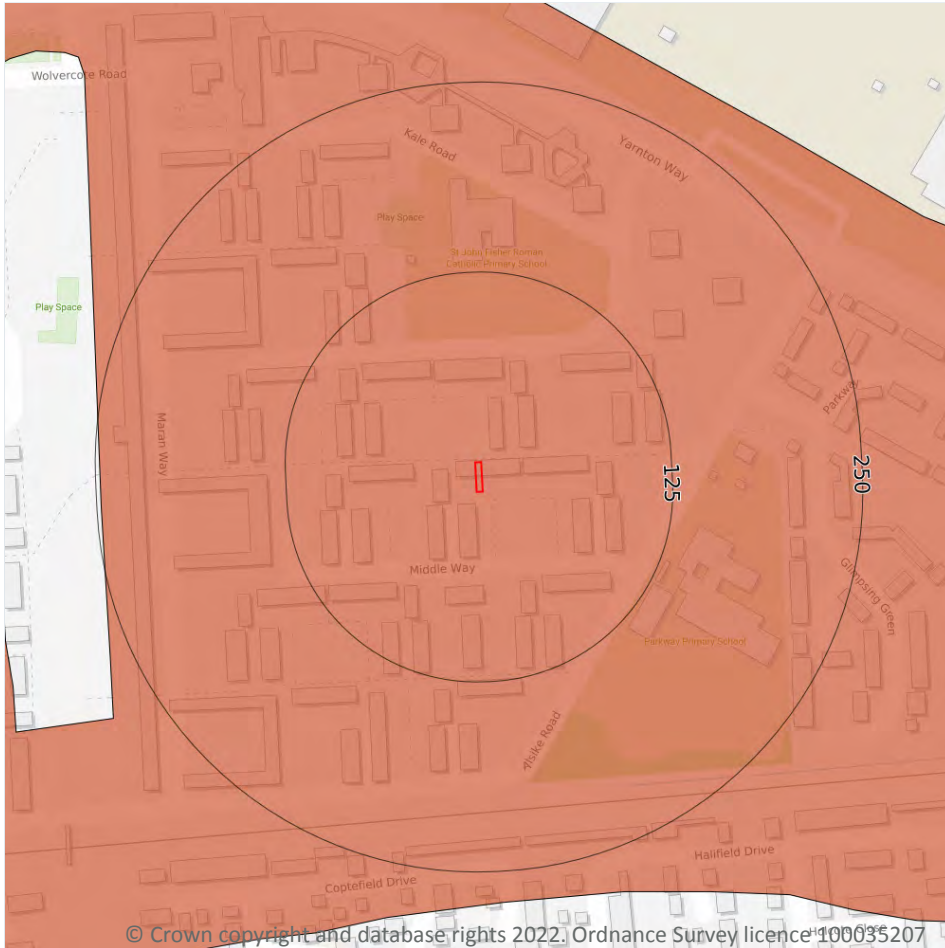 Wolvercote Road
Kale Road
Yarnton Way
Play Space
St John Fisher Roman
Catholic Primary School
Play Space
Parkway
Maran Way
125
250
Middle Way
Glimpsing Green
Parkway Primary School
Alsike Road
Halifield Drive
Coptefield Drive
© Crown copyright and database rights 2022. Ordnance Survey licence 100035207